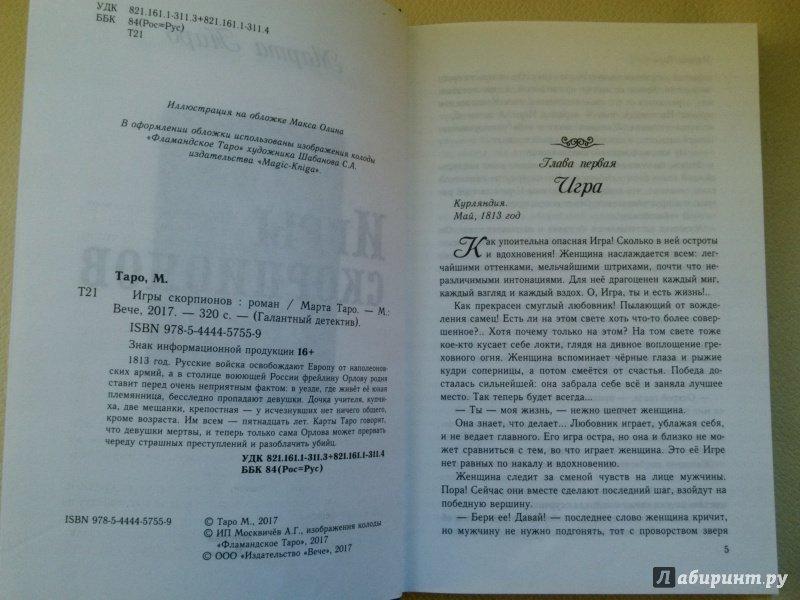 УДК 821.161.1-311.3+821.161.1-311.4
ББК 84(Рос=Рус)
Т21
Иллюстрация на обложке Макса Олина
В оформлении обложки использованы изображения колоды
«Фламандское Таро» художника Шабанова С.А.
издательства «Magic-Kniga».
Таро, М.
Т21 Игры скорпионов : роман / Марта Таро. — М.:
Вече, 2017. — 320 с. — (Галантный детектив).
ISBN 978-5-4444-5755-9
Знак информационной продукции 16+
1813 год. Русские войска освобождают Европу от наполеонов-
ских армий, а в столице воюющей России фрейлину Орлову родня
ставит перед очень неприятным фактом: в уезде, где живёт её юная
племянница, бесследно пропадают девушки. Дочка учителя, купчи-
ха, две мещанки, крепостная — у исчезнувших нет ничего общего,
кроме возраста. Им всем — пятнадцать лет. Карты Таро говорят,
что девушки мертвы, и теперь только сама Орлова может прервать
череду страшных преступлений и разоблачить убийц.
УДК 821.161.1-311.3+821.161.1-311.4
ББК 84(Рос=Рус)
ISBN 978-5-4444-5755-9
© Таро М., 2017
© ИП Москвичёв А.Г., изображения колоды
«Фламандское Таро», 2017
© ООО «Издательство «Вече», 2017
Глава первая
Игра
Курляндия.
Май, 1813 год
Как упоительна опасная Игра! Сколько в ней остроты
и вдохновения! Женщина наслаждается всем: лег-
чайшими оттенками, мельчайшими штрихами, почти что не-
различимыми интонациями. Для неё драгоценен каждый миг,
каждый взгляд и каждый вздох. О, Игра, ты и есть жизнь!..
Как прекрасен смуглый любовник! Пылающий от вожде-
ления самец! Есть ли на этом свете хоть что-то более совер-
шенное?.. Хотя почему только на этом? На том свете тоже
кое-кто кусает себе локти, глядя на дивное воплощение гре-
ховного огня. Женщина вспоминает чёрные глаза и рыжие
кудри соперницы, а потом смеётся от счастья. Победа до-
сталась сильнейшей: она забрала себе всё и заняла лучшее
место. Так теперь будет всегда...
— Ты — моя жизнь, — нежно шепчет женщина.
Она знает, что делает... Любовник играет, ублажая себя,
и не ведает главного. Его игра остра, но она и близко не мо-
жет сравниться с тем, во что играет женщина. Это её Игре
нет равных по накалу и вдохновению.
Женщина следит за сменой чувств на лице мужчины.
Пора! Сейчас они вместе сделают последний шаг, взойдут на
победную вершину.
— Бери ее! Давай! — последнее слово женщина кричит,
но мужчину не нужно подгонять, тот с проворством зверя
5
Лабиринт.ру